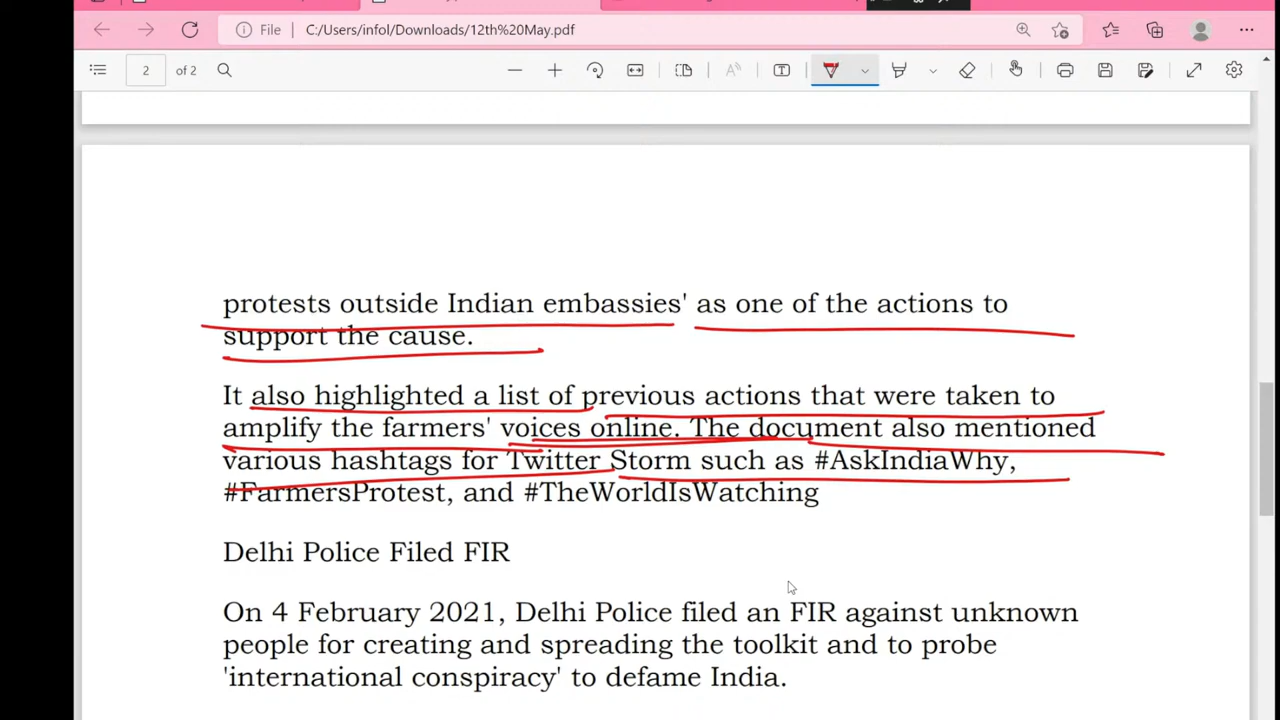 File C:/Users/infol/Downloads/12th%20May.pdf
2 of 2
protests outside Indian embassies' as one of the actions to
support the cause.
It also highlighted a list of previous actions that were taken to
amplify the farmers' voices online. The document also mentioned
various hashtags for Twitter Storm such as #AskIndiaWhy,
#FarmersProtest, and #TheWorldIsWatching
Delhi Police Filed FIR
On 4 February 2021, Delhi Police filed an FIR against unknown
people for creating and spreading the toolkit and to probe
'international conspiracy' to defame India.